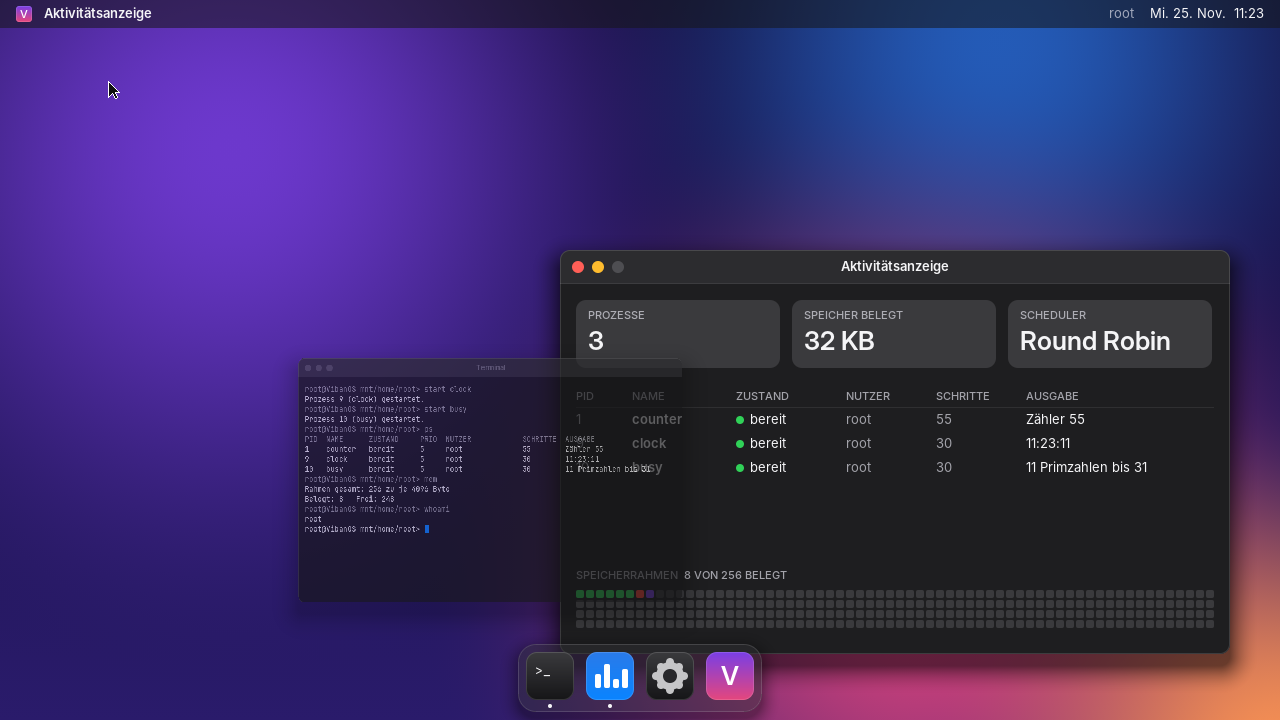 V Aktivitätsanzeige
root Mi. 25. Nov. 11:23
Aktivitätsanzeige
PROZESSE
3
SPEICHER BELEGT
32 KB
SCHEDULER
Round Robin
PID NAME ZUSTAND NUTZER SCHRITTE AUSGABE
1 counter bereit root 55 Zähler 55
clock bereit root 30 11:23:11
busy bereit root 30 11 Primzahlen bis 31
SPEICHERRAHMEN 8 VON 256 BELEGT
Terminal
root@VibanOS mnt/home/root> start clock
Prozess 9 (clock) gestartet.
root@VibanOS mnt/home/root> start busy
Prozess 10 (busy) gestartet.
root@VibanOS mnt/home/root> ps
PID NAME ZUSTAND PRIO NUTZER SCHRITTE AUSGABE
1 counter bereit 5 root 55 Zähler 55
9 clock bereit 5 root 30 11:23:11
10 busy bereit 5 root 30 11 Primzahlen bis 31
root@VibanOS mnt/home/root> mem
Rahmen gesamt: 256 zu je 4096 Byte
Belegt: 8 Frei: 248
root@VibanOS mnt/home/root> whoami
root
root@VibanOS mnt/home/root>
>_
V